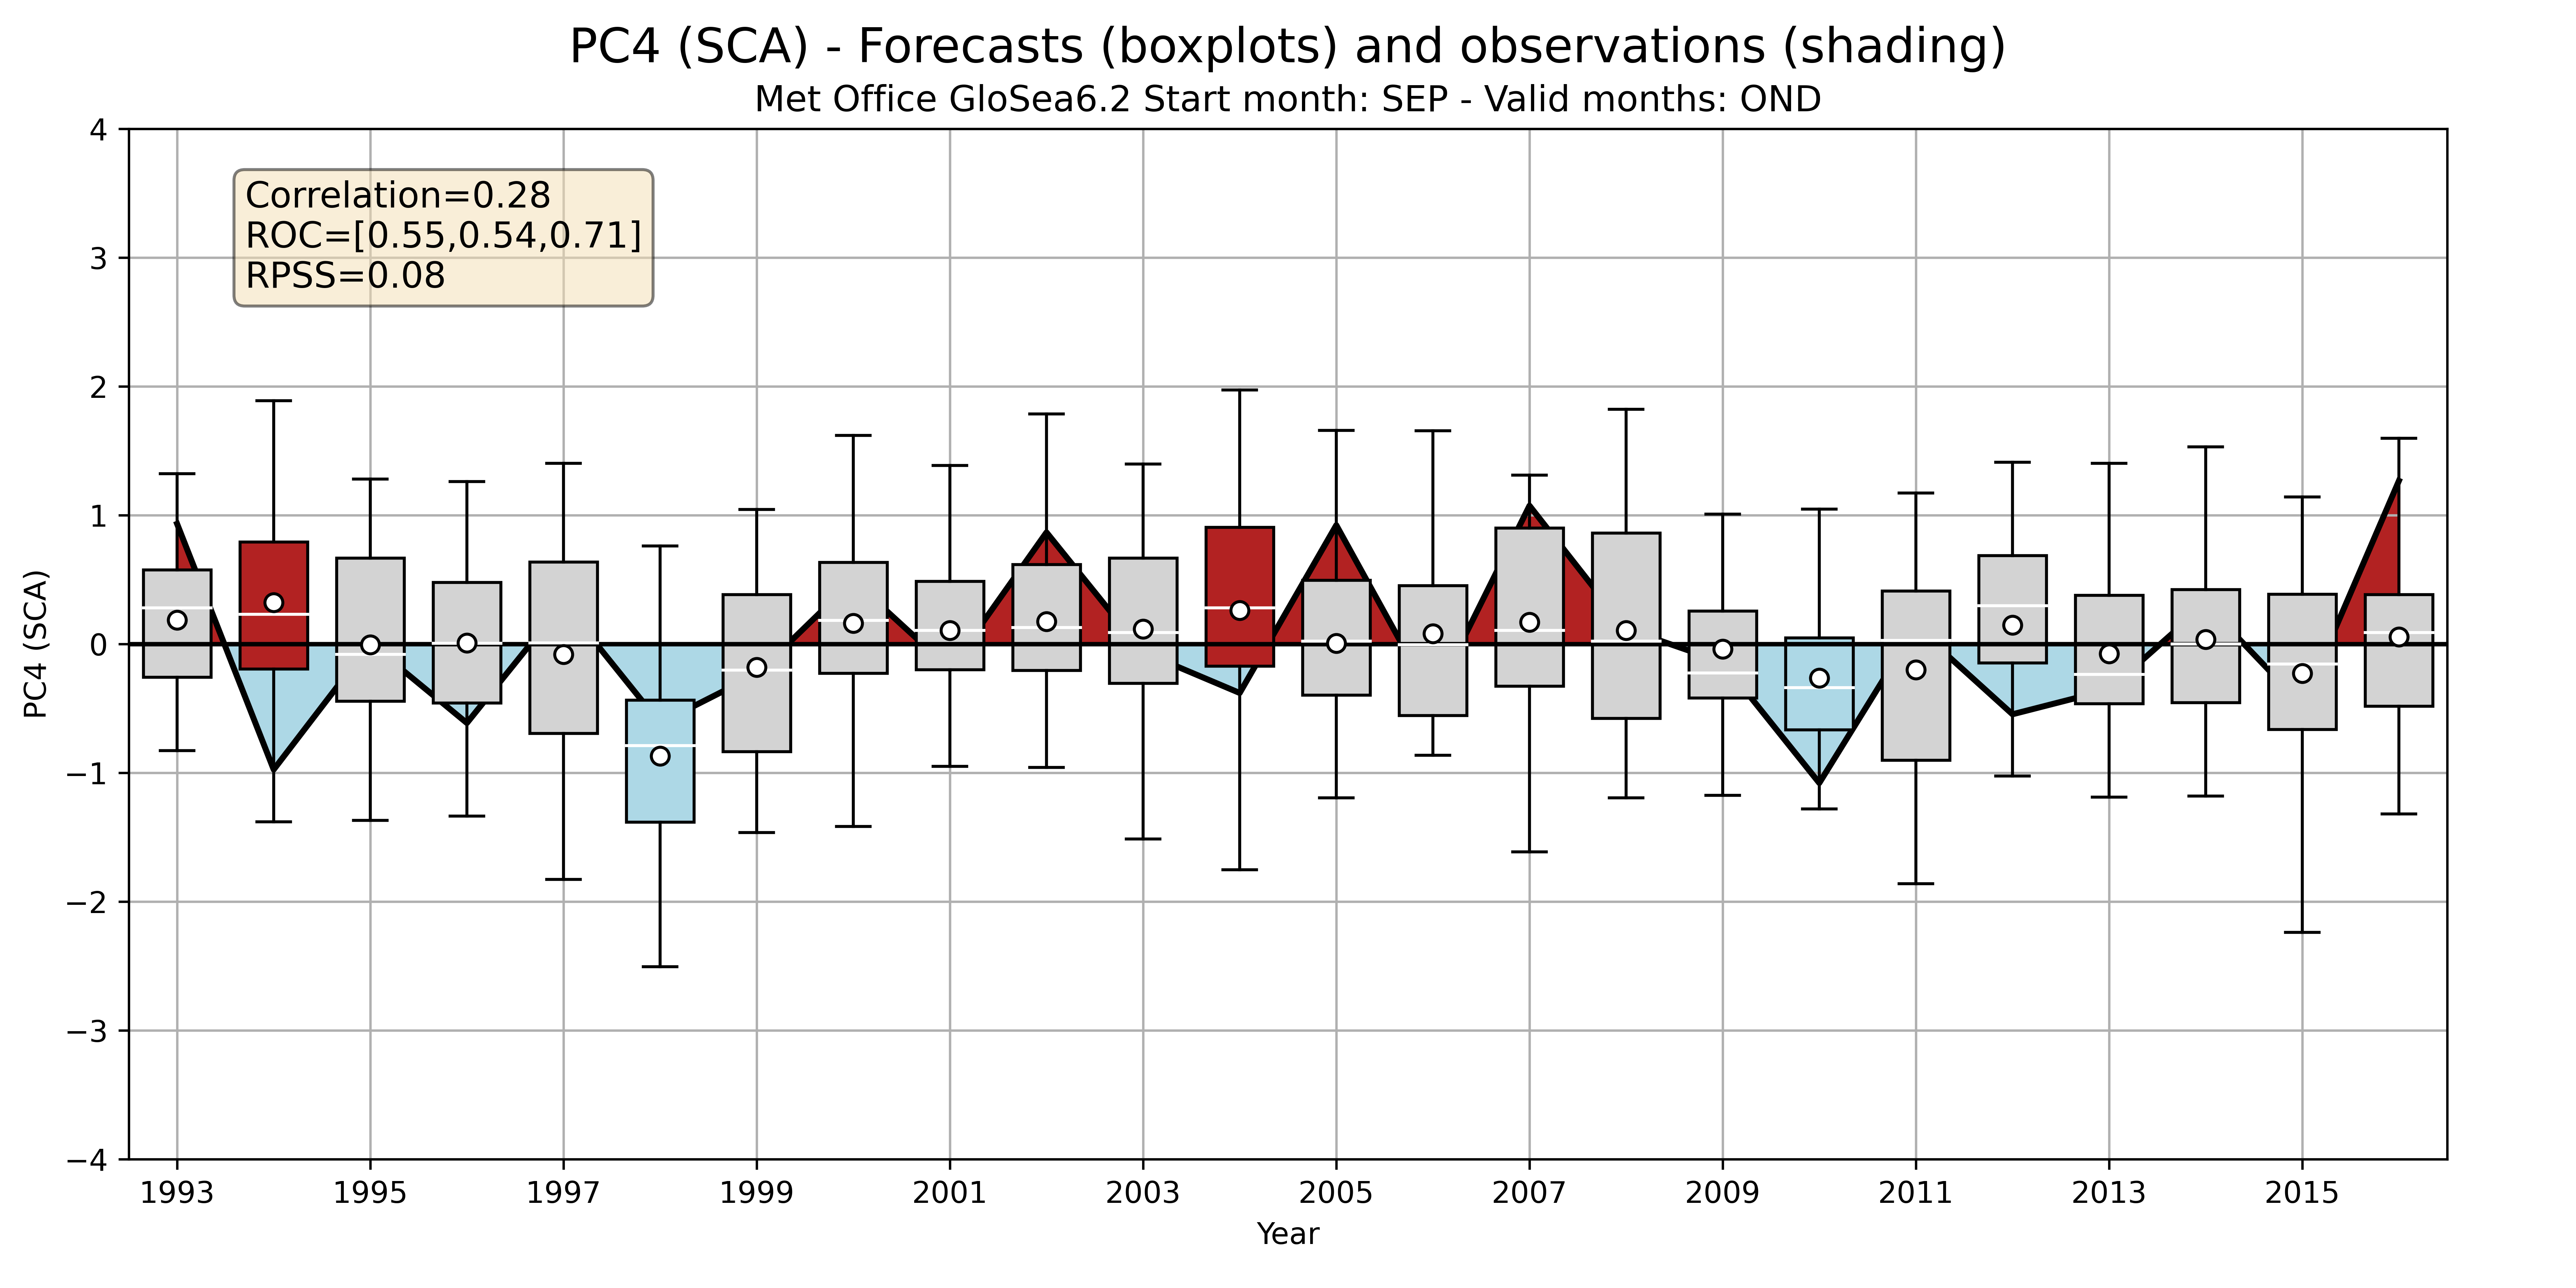 PC4 (SCA) - Forecasts (boxplots) and observations (shading)
Met Office GloSea6.2 Start month: SEP - Valid months: OND
Correlation=0.28
ROC=[0.55,0.54,0.71]
RPSS=0.08
PC4 (SCA)
4
3
2
1
0
−1
−2
−3
−4
1993 1995 1997 1999 2001 2003 2005 2007 2009 2011 2013 2015
Year